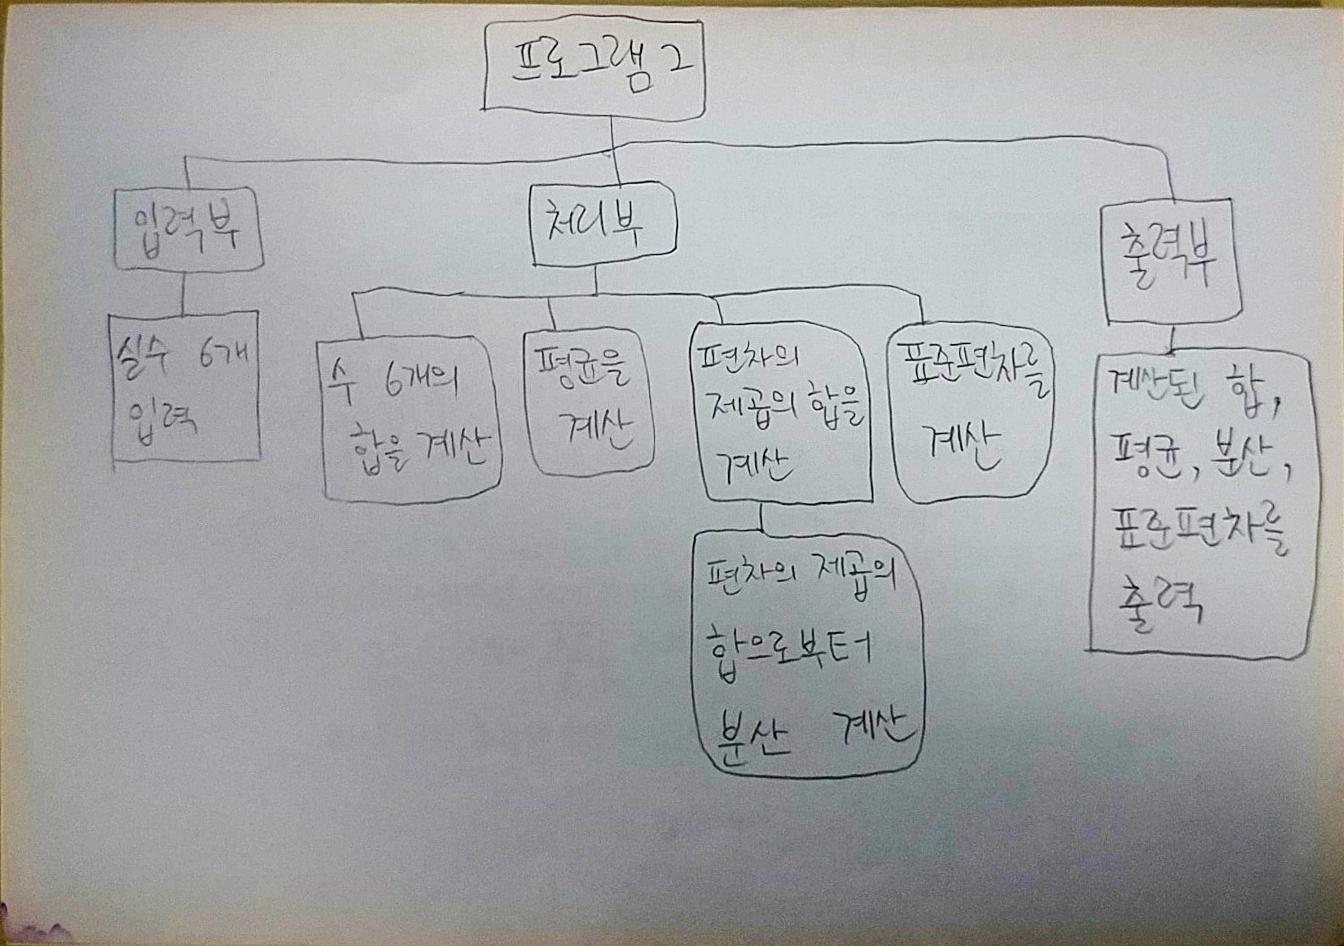 프로그램 2
입력부
처리부
출력부
실수 6개
입력
수 6개의
합을 계산
평균을
계산
편차의
제곱의 합을
계산
표준편차를
계산
계산된 합,
평균, 분산,
표준편차를
출력
편차의 제곱의
합으로부터
분산 계산